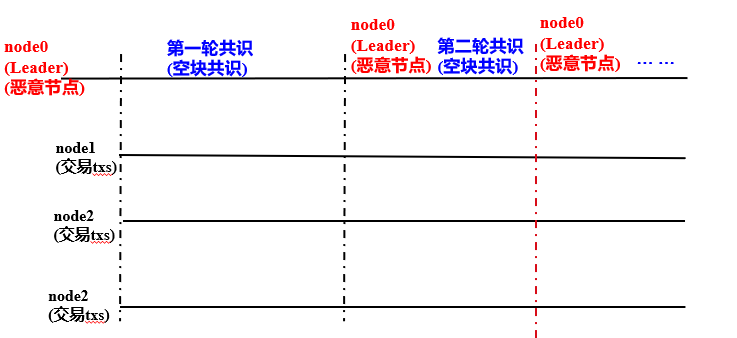 node0
(Leader)
(恶意节点)
第一轮共识
(空块共识)
node0
(Leader)
(恶意节点)
第二轮共识
(空块共识)
node0
(Leader)
(恶意节点)
... ...
node1
(交易txs)
node2
(交易txs)
node2
(交易txs)